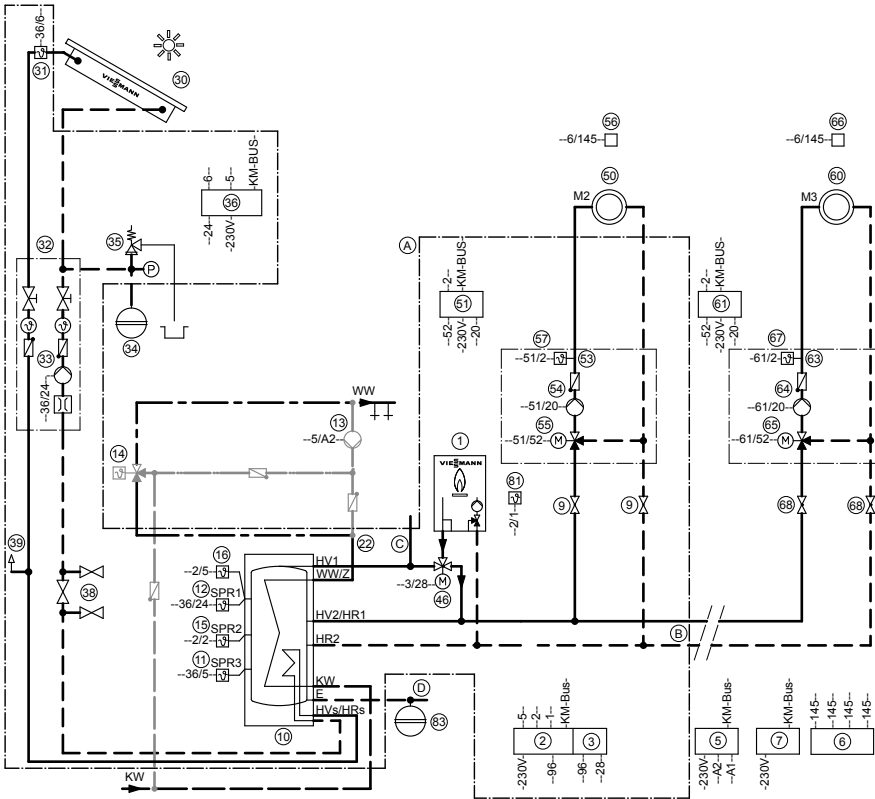 --36/6--
31
VIESMANN
30
56
--6/145--
66
--6/145--
50
M2
60
M3
--6--
--5--
KM-BUS-
36
--24--
-230V-
35
32
P
34
33
--36/24--
A
--2--
KM-BUS-
51
--52--
-230V-
--20--
--2--
KM-BUS-
61
--52--
-230V-
--20--
57
--51/2--
53
54
--51/20--
55
--51/52--
M
67
-61/2--
63
64
--61/20--
65
--61/52--
M
WW
13
--5/A2--
14
1
VIESMANN
81
--2/1--
9
9
68
68
22
C
39
38
16
--2/5--
12
SPR1
--36/24--
15
SPR2
--2/2--
11
SPR3
--36/5--
HV1
WW/Z
--3/28--
M
46
HV2/HR1
HR2
B
KW
E
HVs/HRs
D
83
10
KW
--5--
--2--
--1--
-KM-Bus-
2
3
-230V-
--96--
--96--
--28--
-KM-Bus-
5
-230V-
--A2--
--A1--
-KM-Bus-
7
-230V-
--145--
--145--
--145--
--145--
6